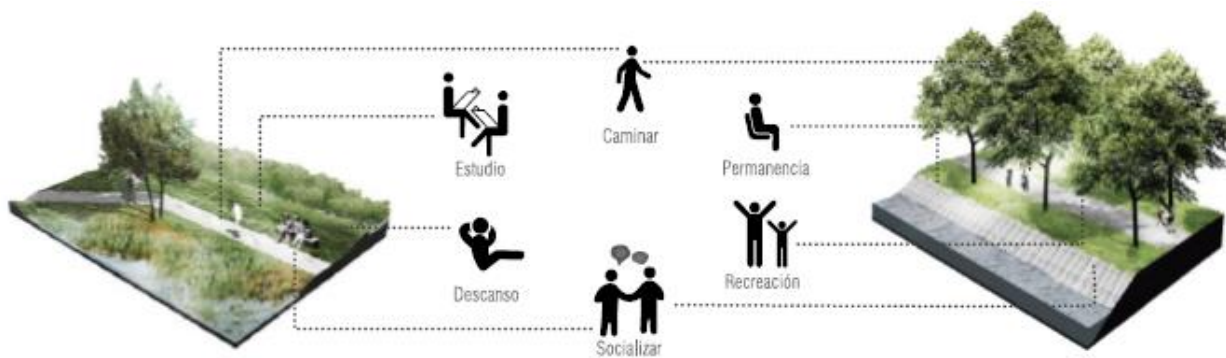 Caminar
Estudio
Permanencia
Descanso
Recreación
Socializar